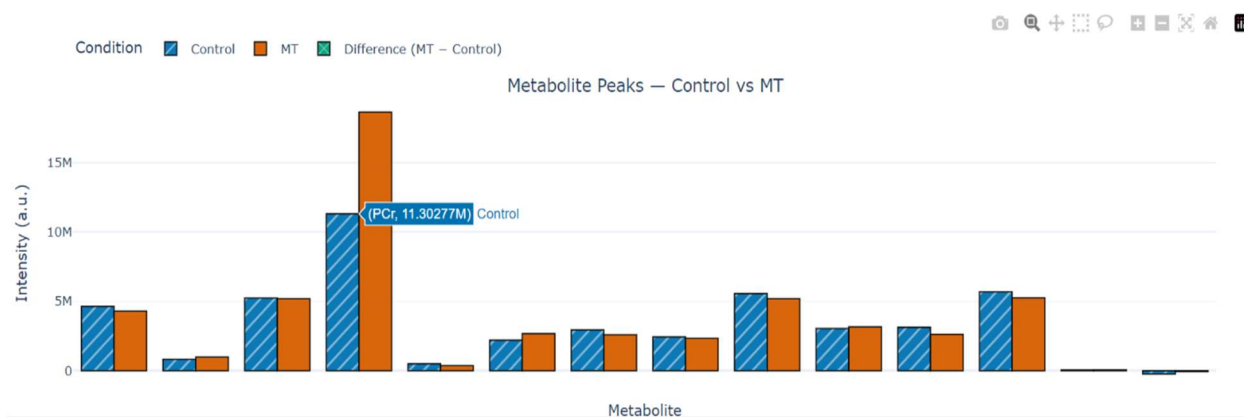 Condition Control MT Difference (MT − Control)
Metabolite Peaks — Control vs MT
15M
(PCr, 11.30277M) Control
10M
5M
0
Intensity (a.u.)
Metabolite